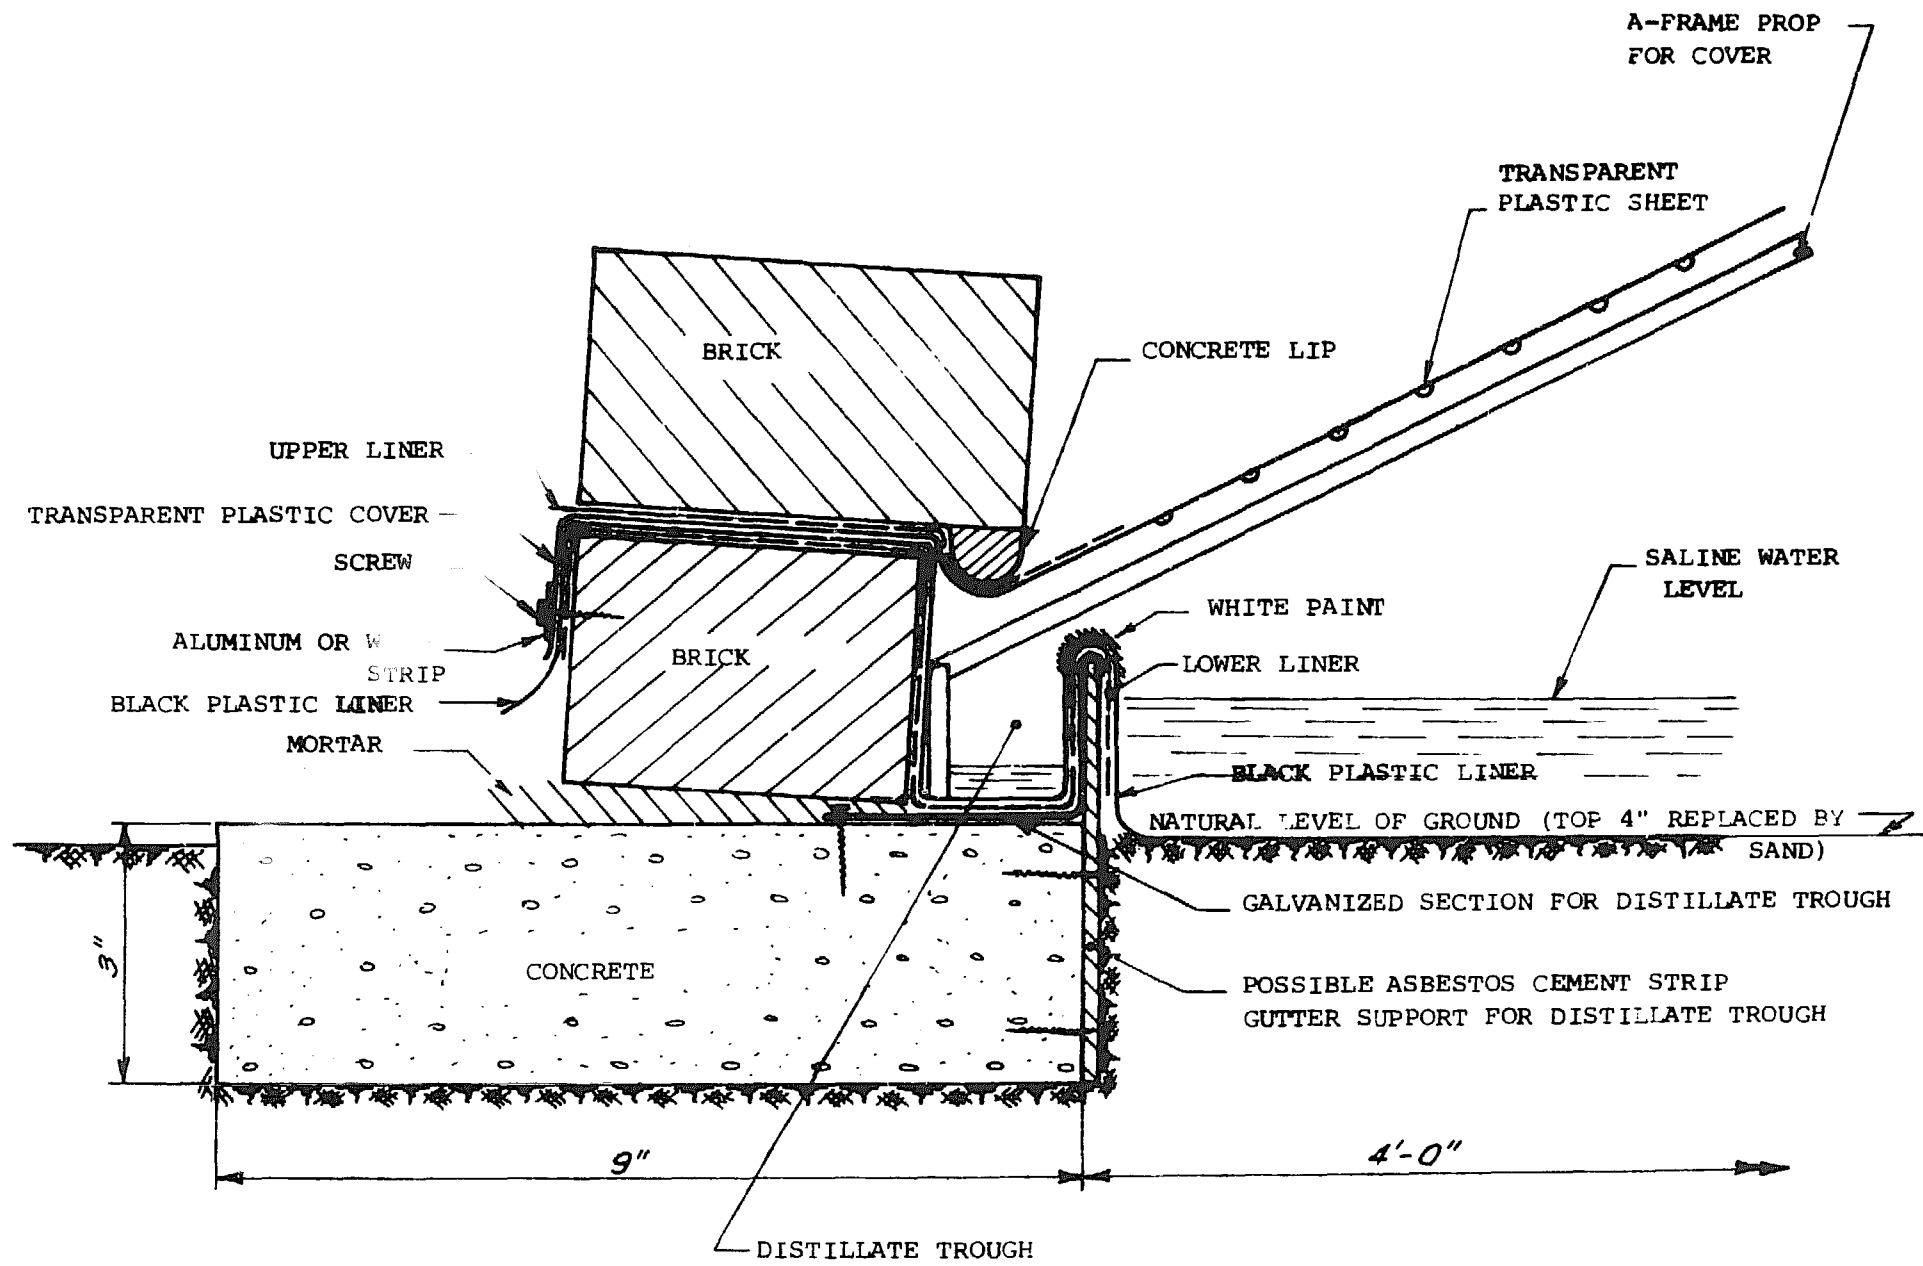 A-FRAME PROP
FOR COVER
TRANSPARENT
PLASTIC SHEET
BRICK
CONCRETE LIP
UPPER LINER
TRANSPARENT PLASTIC COVER
SCREW
SALINE WATER
LEVEL
WHITE PAINT
ALUMINUM OR
STRIP
BRICK
LOWER LINER
BLACK PLASTIC LINER
MORTAR
BLACK PLASTIC LINER
NATURAL LEVEL OF GROUND (TOP 4" REPLACED BY
SAND)
GALVANIZED SECTION FOR DISTILLATE TROUGH
3"
CONCRETE
POSSIBLE ASBESTOS CEMENT STRIP
GUTTER SUPPORT FOR DISTILLATE TROUGH
9"
4'-0"
DISTILLATE TROUGH